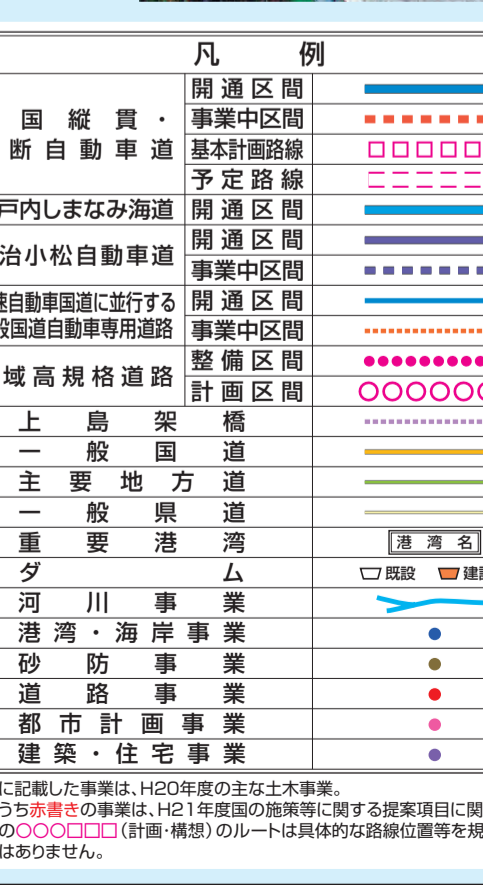 凡例
国縦貫・
断自動車道
開通区間
事業中区間
基本計画路線
予定路線
戸内しまなみ海道 開通区間
治小松自動車道
開通区間
事業中区間
速自動車国道に並行する
般国道自動車専用道路
開通区間
事業中区間
域高規格道路
整備区間
計画区間
上島架橋
一般国道
主要地方道
一般県道
重要港湾 港湾名
ダム 既設 建設
河川事業
港湾・海岸事業
砂防事業
道路事業
都市計画事業
建築・住宅事業
に記載した事業は、H20年度の主な土木事業。
うち赤書きの事業は、H21年度国の施策等に関する提案項目に関
の○○○□□□(計画・構想)のルートは具体的な路線位置等を規
はありません。